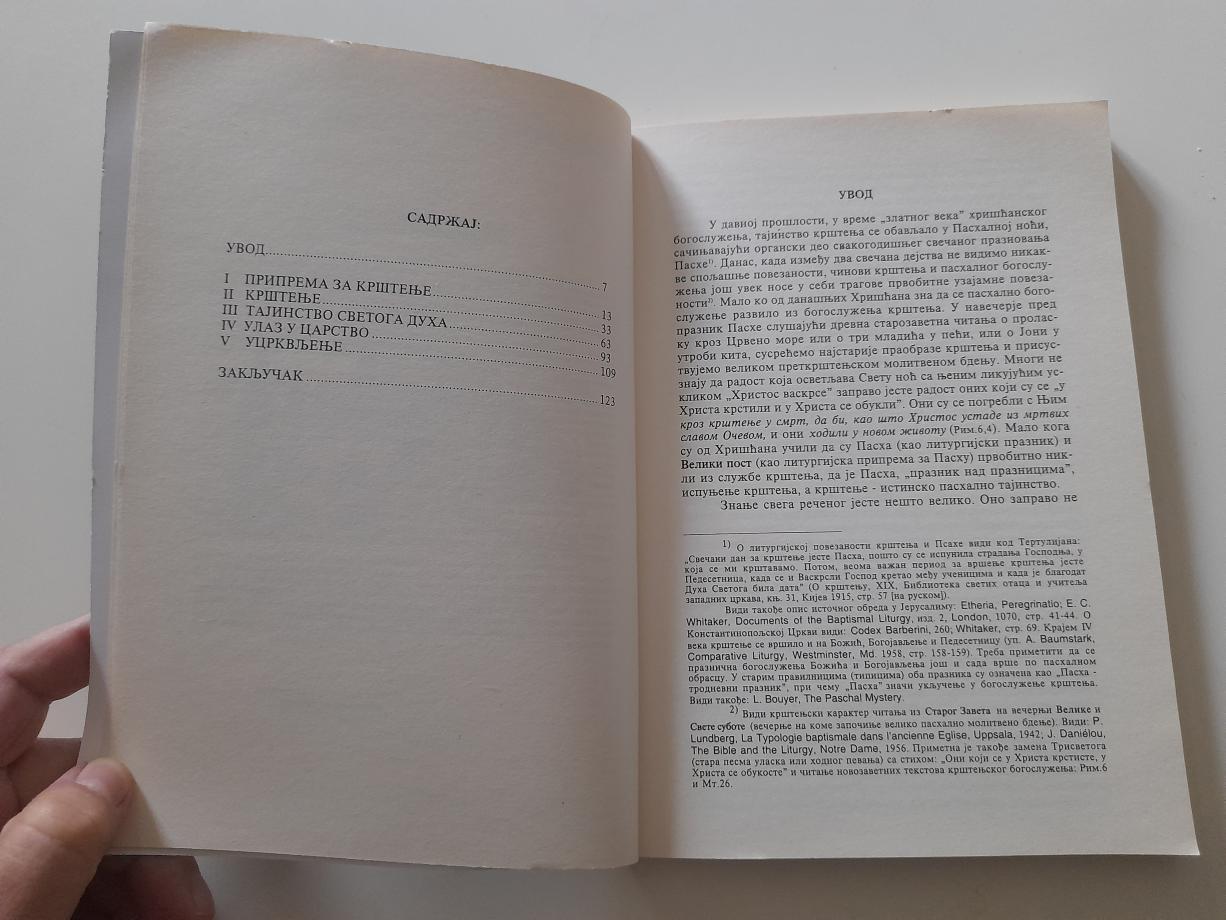 САДРЖАЈ:
УВОД............................................................7
I ПРИПРЕМА ЗА КРШТЕЊЕ..............................13
II КРШТЕЊЕ..................................................33
III ТАЈИНСТВО СВЕТОГА ДУХА..........................63
IV УЛАЗ У ЦАРСТВО........................................93
V УЦРКВЉЕЊЕ..............................................109
ЗАКЉУЧАК....................................................123
УВОД
У давној прошлости, у време „златног века” хришћанског
богослужења, тајинство крштења се обављало у Пасхалној ноћи,
сачињавајући органски део свакогодишњег свечаног празновања
Пасхе¹⁾. Данас, када између два свечана дејства не видимо никак-
ве спољашње повезаности, чинови крштења и пасхалног богослу-
жења још увек носе у себи трагове првобитне узајамне повеза-
ности²⁾. Мало ко од данашњих Хришћана зна да се пасхално бого-
служење развило из богослужења крштења. У навечерје пред
празник Пасхе слушајући древна старозаветна читања о проласку
ку кроз Црвено море или о три младића у пећи, или о Јони у
утроби кита, сусрећемо најстарије праобразе крштења и присус-
твујемо великом преткрштењском молитвеном бдењу. Многи не
знају да радост која осветљава Свету ноћ са њеним ликујућим ус-
кликом „Христос васкрсе” заправо јесте радост оних који су се „у
Христа крстили и у Христа се обукли”. Они су се погребли с Њим
кроз крштење у смрт, да би, као што Христос устаде из мртвих
славом Очевом, и они ходили у новом животу (Рим.6,4). Мало кога
су од Хришћана учили да су Пасха (као литургијски празник) и
Велики пост (као литургијска припрема за Пасху) првобитно ник-
ли из службе крштења, да је Пасха, „празник над празницима”,
испуњење крштења, а крштење - истинско пасхално тајинство.
Знање свега реченог јесте нешто велико. Оно заправо не
1) О литургијској повезаности крштења и Псахе види код Тертулијана:
„Свечани дан за крштење јесте Пасха, пошто су се испунила страдања Господња, у
која се ми крштавамо. Потом, веома важан период за вршење крштења јесте
Педесетница, када се и Васкрсли Господ кретао међу ученицима и када је благодат
Духа Светога била дата” (О крштењу, XIX, Библиотека светих отаца и учитеља
западних цркава, књ. 31, Кијев 1915, стр. 57 [на руском]).
Види такође опис источног обреда у Јерусалиму: Etheria, Peregrinatio; E. C.
Whitaker, Documents of the Baptismal Liturgy, изд. 2, London, 1070, стр. 41-44. О
Константинопољској Цркви види: Codex Barberini, 260; Whitaker, стр. 69. Крајем IV
века крштење се вршило и на Божић, Богојављење и Педесетницу (уп. A. Baumstark,
Comparative Liturgy, Westminster, Md. 1958, стр. 158-159). Треба приметити да се
празнична богослужења Божића и Богојављења још и сада врше по пасхалном
обрасцу. У старим правилницима (типицима) оба празника су означена као „Пасха -
тродневни празник”, при чему „Пасха” значи укључење у богослужење крштења.
Види такође: L. Bouyer, The Paschal Mystery.
2) Види крштењски карактер читања из Старог Завета на вечерњи Велике и
Свете суботе (вечерње на коме започиње велико пасхално молитвено бдење). Види: P.
Lundberg, La Typologie baptismale dans l'ancienne Eglise, Uppsala, 1942; J. Daniélou,
The Bible and the Liturgy, Notre Dame, 1956. Приметна је такође замена Трисветога
(стара песма уласка или ходног певања) са стихом: „Они који се у Христа крстисте, у
Христа се обукосте” и читање новозаветних текстова крштењског богослужења: Рим.6
и Мт.26.